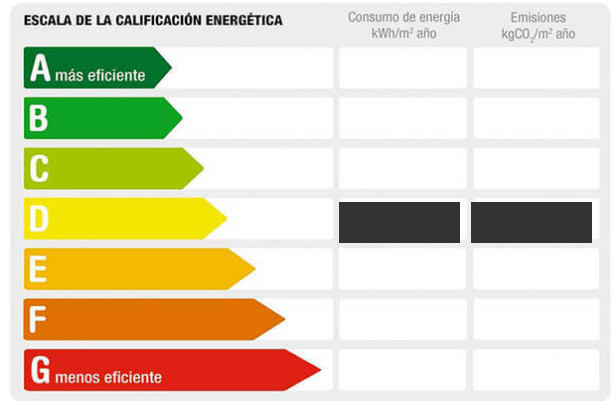 ESCALA DE LA CALIFICACIÓN ENERGÉTICA
Consumo de energía
kWh/m² año
Emisiones
kgCO₂/m² año
A más eficiente
B
C
D
E
F
G menos eficiente